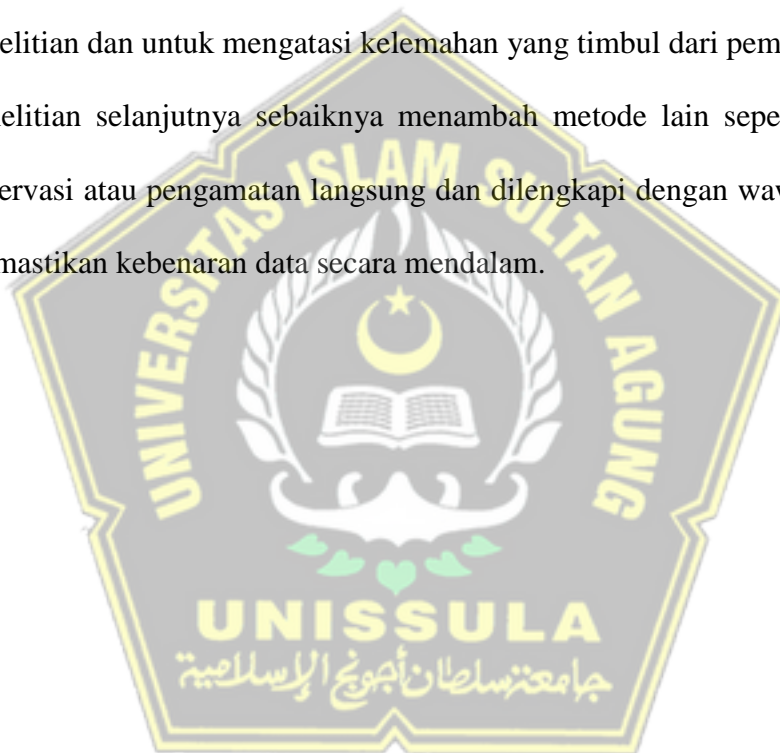 elitian dan untuk mengatasi kelemahan yang timbul dari pem
elitian selanjutnya sebaiknya menambah metode lain sepe
ervasi atau pengamatan langsung dan dilengkapi dengan waw
mastikan kebenaran data secara mendalam.
UNIVERSITAS ISLAM SULTAN AGUNG
UNISSULA
جامعة سلطان أجونج الإسلامية